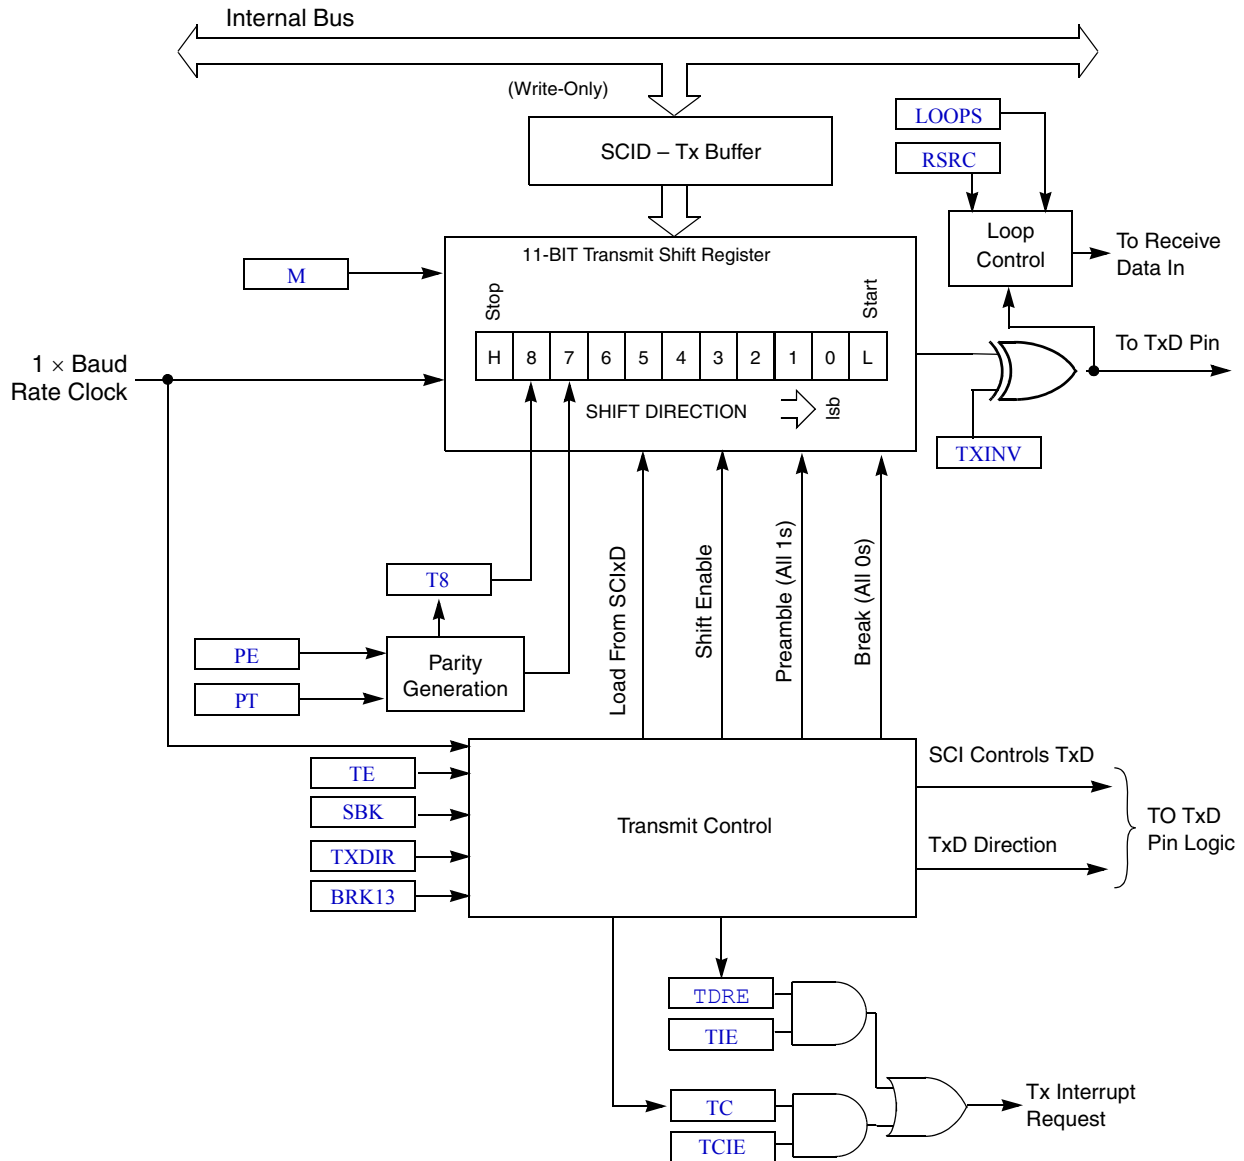 Internal Bus
(Write-Only)
LOOPS
SCID – Tx Buffer
RSRC
Loop
Control
To Receive
Data In
11-BIT Transmit Shift Register
M
Stop
Start
H 8 7 6 5 4 3 2 1 0 L
To TxD Pin
1 × Baud
Rate Clock
SHIFT DIRECTION
lsb
TXINV
Load From SCIxD
Shift Enable
Preamble (All 1s)
Break (All 0s)
T8
PE
PT
Parity
Generation
SCI Controls TxD
TE
SBK
TXDIR
BRK13
Transmit Control
TO TxD
Pin Logic
TxD Direction
TDRE
TIE
TC
TCIE
Tx Interrupt
Request